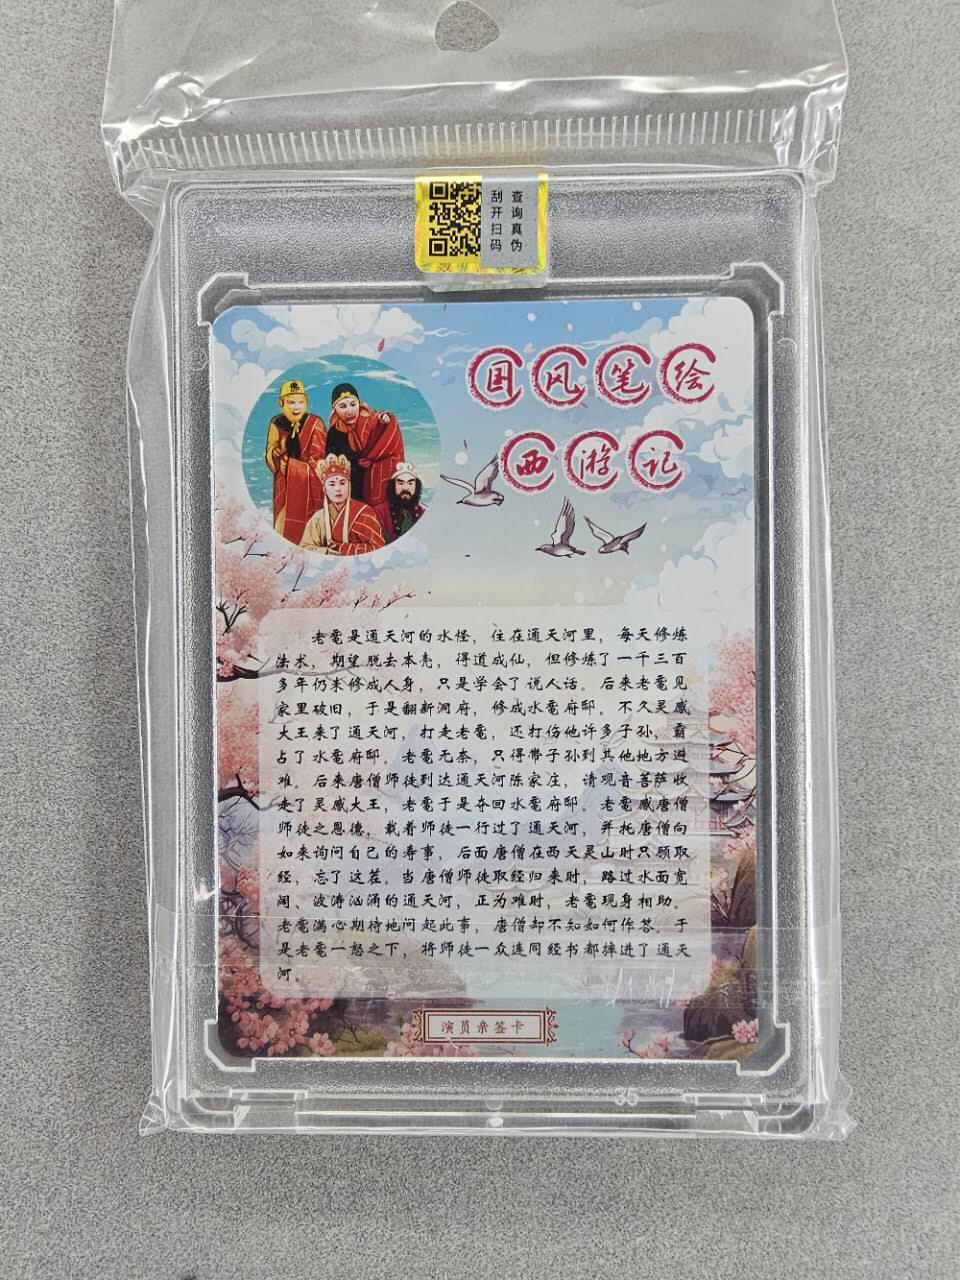 查询真伪
刮开扫码
佛
国风笔绘
西游记
老鼋是通天河的水怪，住在通天河里，每天修炼
法术，期望脱去本壳，得道成仙，但修炼了一千三百
多年仍未修成人身，只是学会了说人话。后来老鼋见
家里破旧，于是翻新洞府，修成水鼋府邸。不久灵感
大王来了通天河，打走老鼋，还打伤他许多子孙，霸
占了水鼋府邸。老鼋无奈，只得带子孙到其他地方避
难。后来唐僧师徒到达通天河陈家庄，请观音菩萨收
走了灵感大王，老鼋于是夺回水鼋府邸。老鼋感唐僧
师徒之恩德，载着师徒一行过了通天河，并托唐僧向
如来询问自己的寿事，后面唐僧在西天灵山时只顾取
经，忘了这茬。当唐僧师徒取经归来时，路过水面宽
阔、波涛汹涌的通天河，正为难时，老鼋现身相助。
老鼋满心期待地问起此事，唐僧却不知如何作答。于
是老鼋一怒之下，将师徒一众连同经书都摔进了通天
河。
演员亲签卡
35